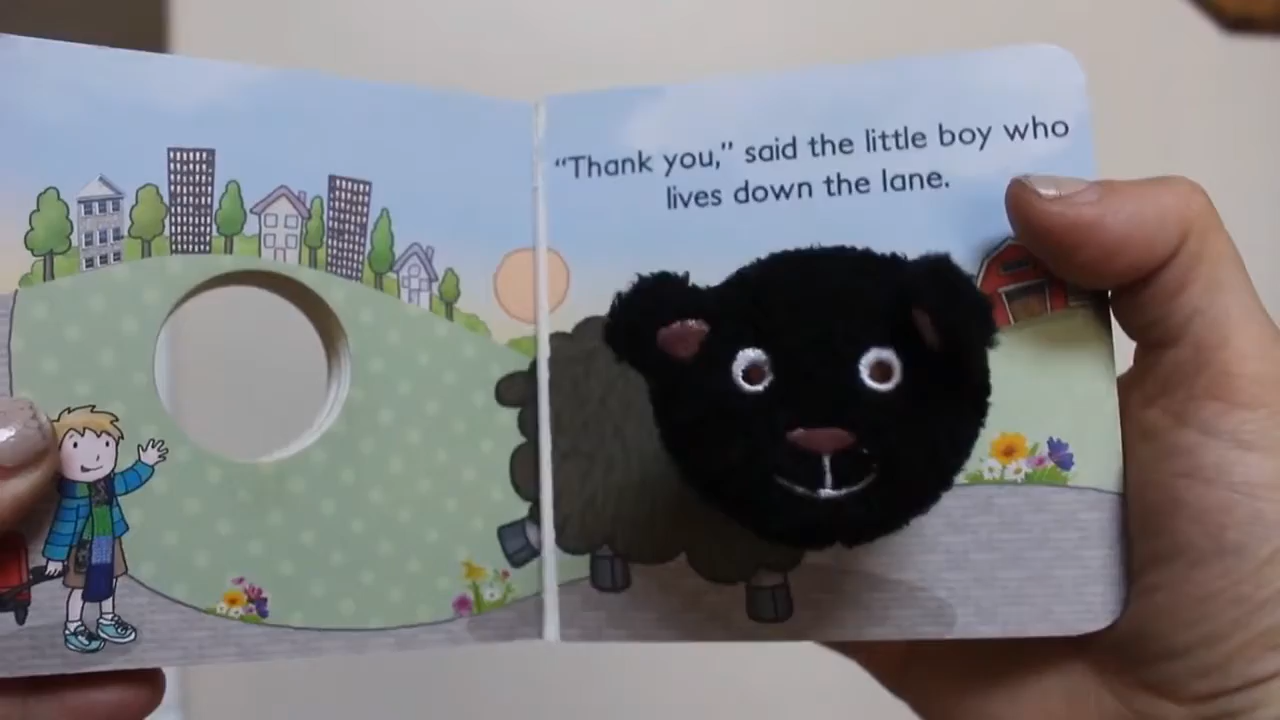 “Thank you,” said the little boy who
lives down the lane.